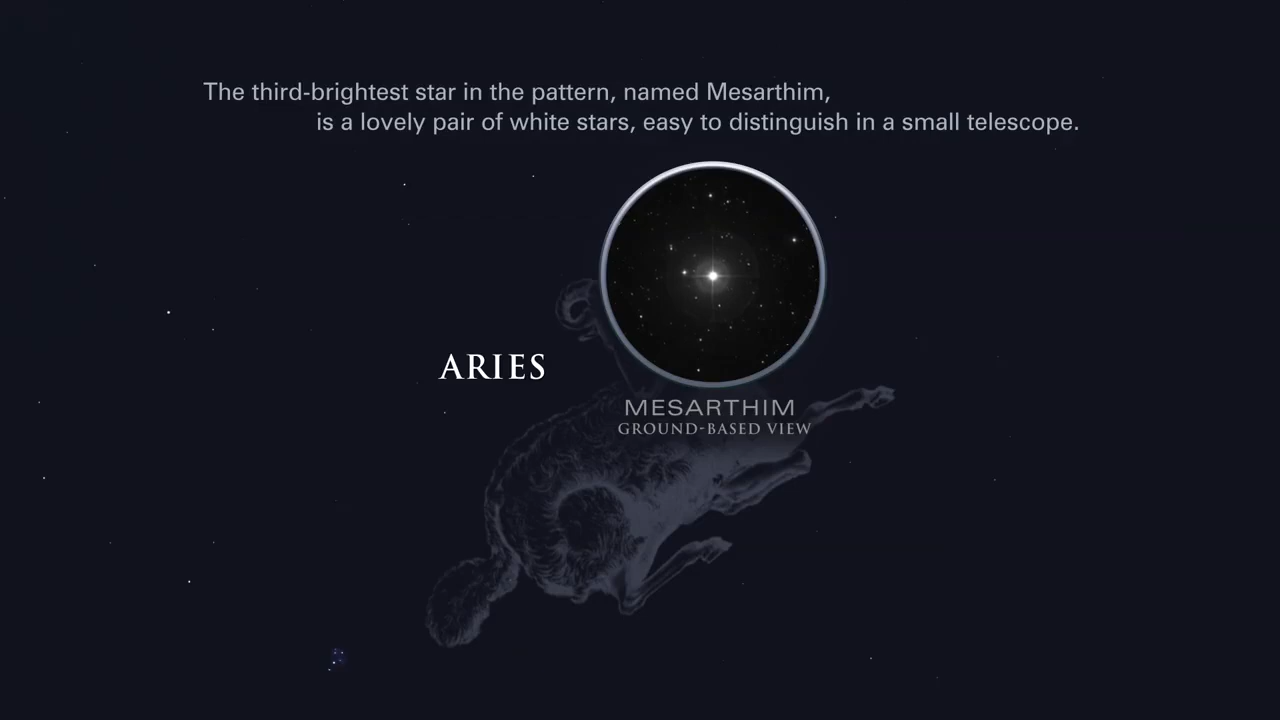 The third-brightest star in the pattern, named Mesarthim,
is a lovely pair of white stars, easy to distinguish in a small telescope.
ARIES
MESARTHIM
GROUND-BASED VIEW